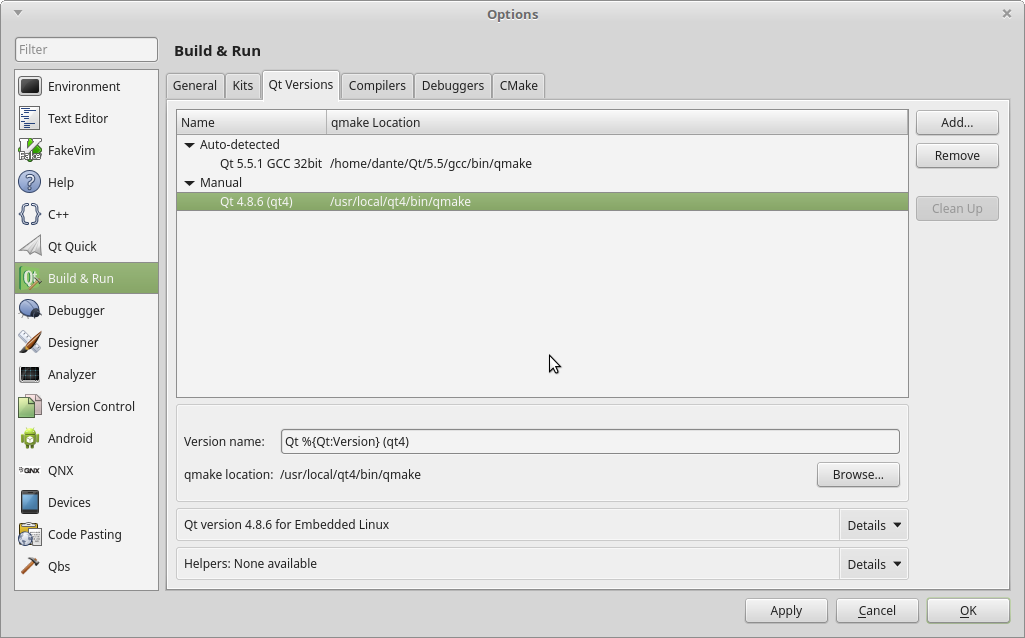 Options
Filter
Build & Run
Environment
Text Editor
FakeVim
Help
C++
Qt Quick
Build & Run
Debugger
Designer
Analyzer
Version Control
Android
QNX
Devices
Code Pasting
Qbs
General Kits Qt Versions Compilers Debuggers CMake
Name qmake Location
Auto-detected
Qt 5.5.1 GCC 32bit /home/dante/Qt/5.5/gcc/bin/qmake
Manual
Qt 4.8.6 (qt4) /usr/local/qt4/bin/qmake
Add...
Remove
Clean Up
Version name: Qt %{Qt:Version} (qt4)
qmake location: /usr/local/qt4/bin/qmake Browse...
Qt version 4.8.6 for Embedded Linux Details
Helpers: None available Details
Apply Cancel OK